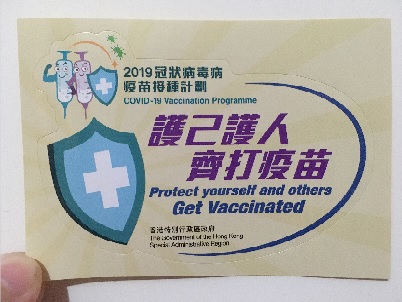 2019冠狀病毒病
疫苗接種計劃
COVID-19 Vaccination Programme
護己護人
齊打疫苗
Protect yourself and others
Get Vaccinated
香港特別行政區政府
The Government of the Hong Kong
Special Administrative Region